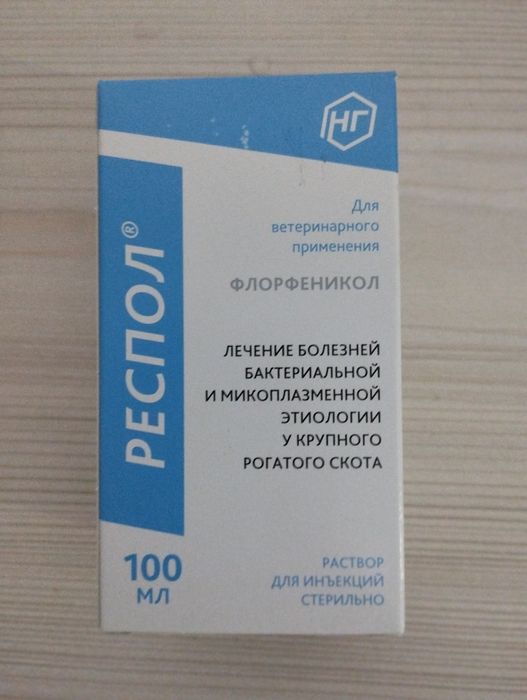 НГ
Для
ветеринарного
применения
РЕСПОЛ®
ФЛОРФЕНИКОЛ
ЛЕЧЕНИЕ БОЛЕЗНЕЙ
БАКТЕРИАЛЬНОЙ
И МИКОПЛАЗМЕННОЙ
ЭТИОЛОГИИ
У КРУПНОГО
РОГАТОГО СКОТА
100
МЛ
РАСТВОР
ДЛЯ ИНЪЕКЦИЙ
СТЕРИЛЬНО